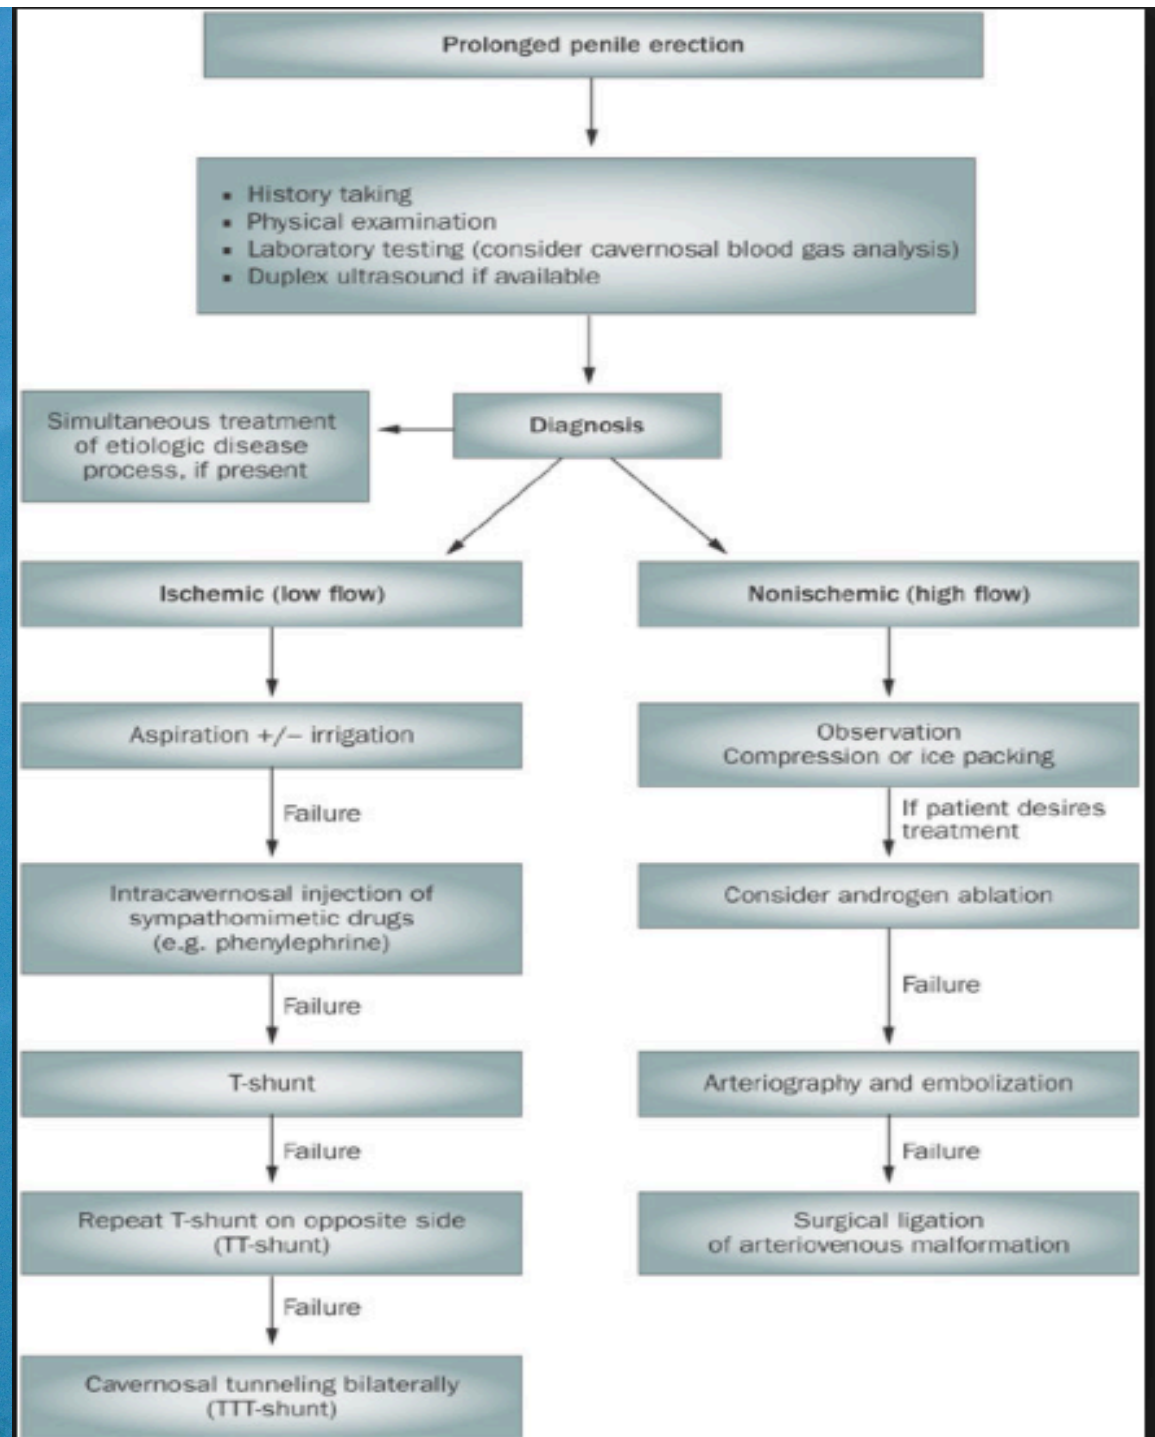 Prolonged penile erection
▪ History taking
▪ Physical examination
▪ Laboratory testing (consider cavernosal blood gas analysis)
▪ Duplex ultrasound if available
Simultaneous treatment
of etiologic disease
process, if present
Diagnosis
Ischemic (low flow)
Nonischemic (high flow)
Aspiration +/− irrigation
Observation
Compression or ice packing
Failure
If patient desires
treatment
Intracavernosal injection of
sympathomimetic drugs
(e.g. phenylephrine)
Consider androgen ablation
Failure
Failure
T-shunt
Arteriography and embolization
Failure
Failure
Repeat T-shunt on opposite side
(TT-shunt)
Surgical ligation
of arteriovenous malformation
Failure
Cavernosal tunneling bilaterally
(TTT-shunt)